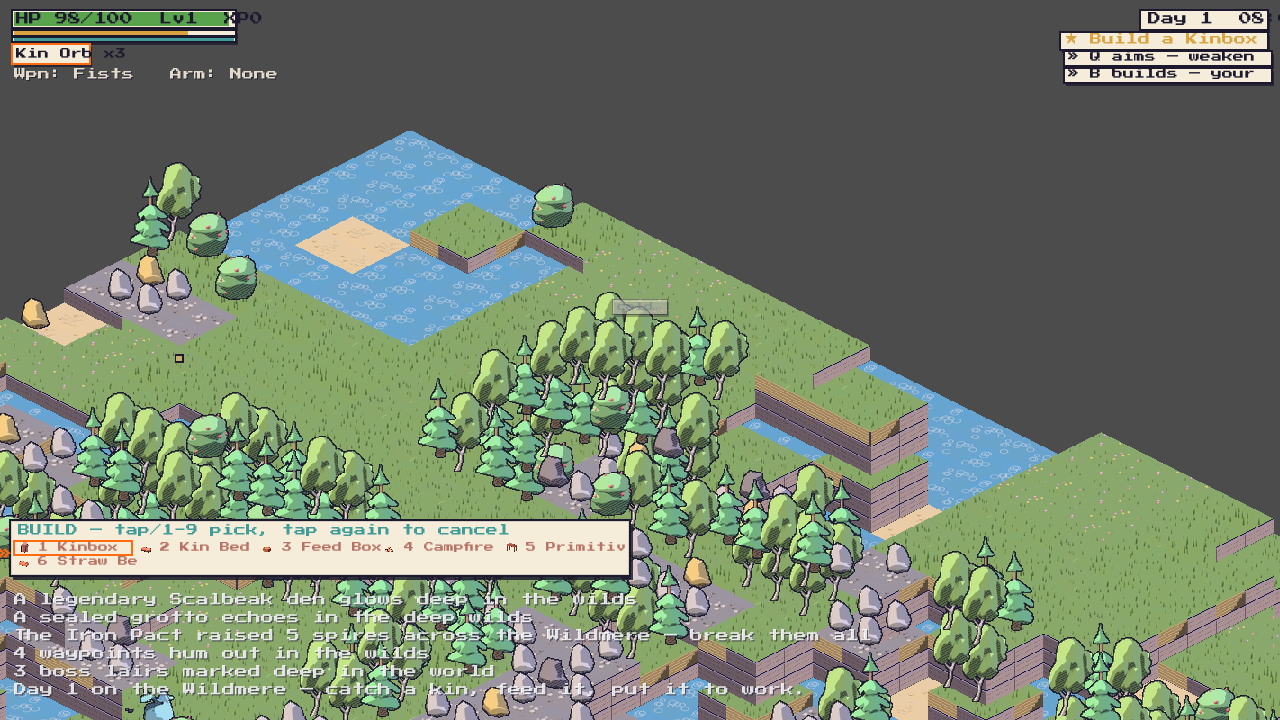 HP 98/100 Lv1 XP0
Kin Orb x3
Wpn: Fists Arm: None
Day 1 08
★ Build a Kinbox
» Q aims — weaken
» B builds — your
BUILD — tap/1-9 pick, tap again to cancel
1 Kinbox 2 Kin Bed 3 Feed Box 4 Campfire 5 Primitiv
6 Straw Be
A legendary Scalbeak den glows deep in the wilds
A sealed grotto echoes in the deep wilds
The Iron Pact raised 5 spires across the Wildmere — break them all
4 waypoints hum out in the wilds
3 boss lairs marked deep in the world
Day 1 on the Wildmere — catch a kin, feed it, put it to work.